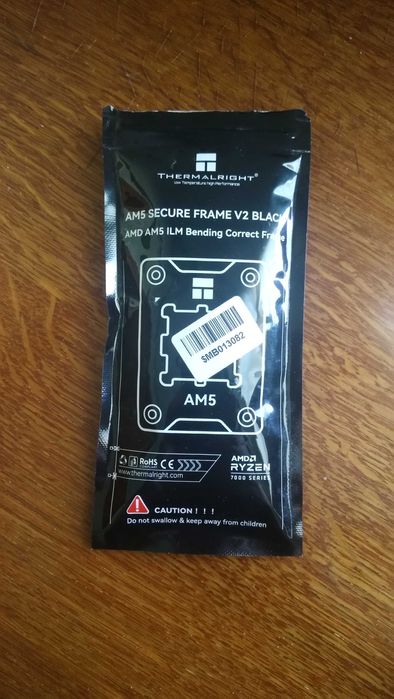 THERMALRIGHT®
Low Temperature High Performance
AM5 SECURE FRAME V2 BLACK
AMD AM5 ILM Bending Correct Frame
SMB013082
AM5
RoHS CE
www.thermalright.com
AMD
RYZEN
7000 SERIES
CAUTION ! ! !
Do not swallow & keep away from children